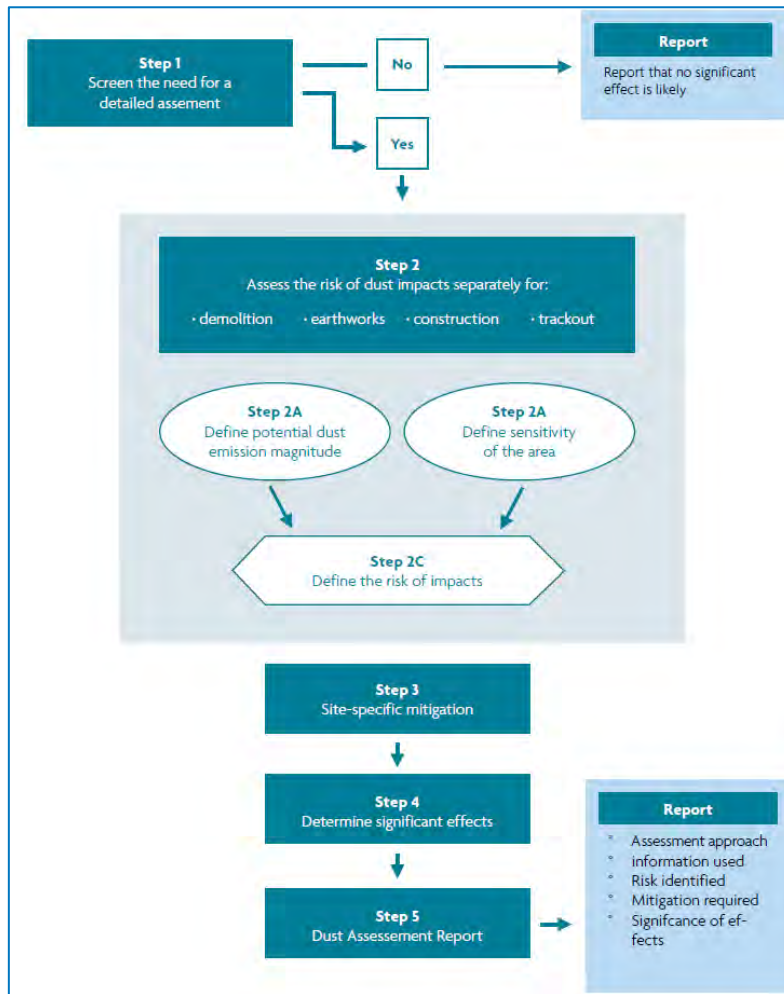 Step 1
Screen the need for a
detailed assement
No
Report
Report that no significant
effect is likely
Yes
Step 2
Assess the risk of dust impacts separately for:
· demolition · earthworks · construction · trackout
Step 2A
Define potential dust
emission magnitude
Step 2A
Define sensitivity
of the area
Step 2C
Define the risk of impacts
Step 3
Site-specific mitigation
Step 4
Determine significant effects
Step 5
Dust Assessement Report
Report
° Assessment approach
° information used
° Risk identified
° Mitigation required
° Signifcance of ef-
fects